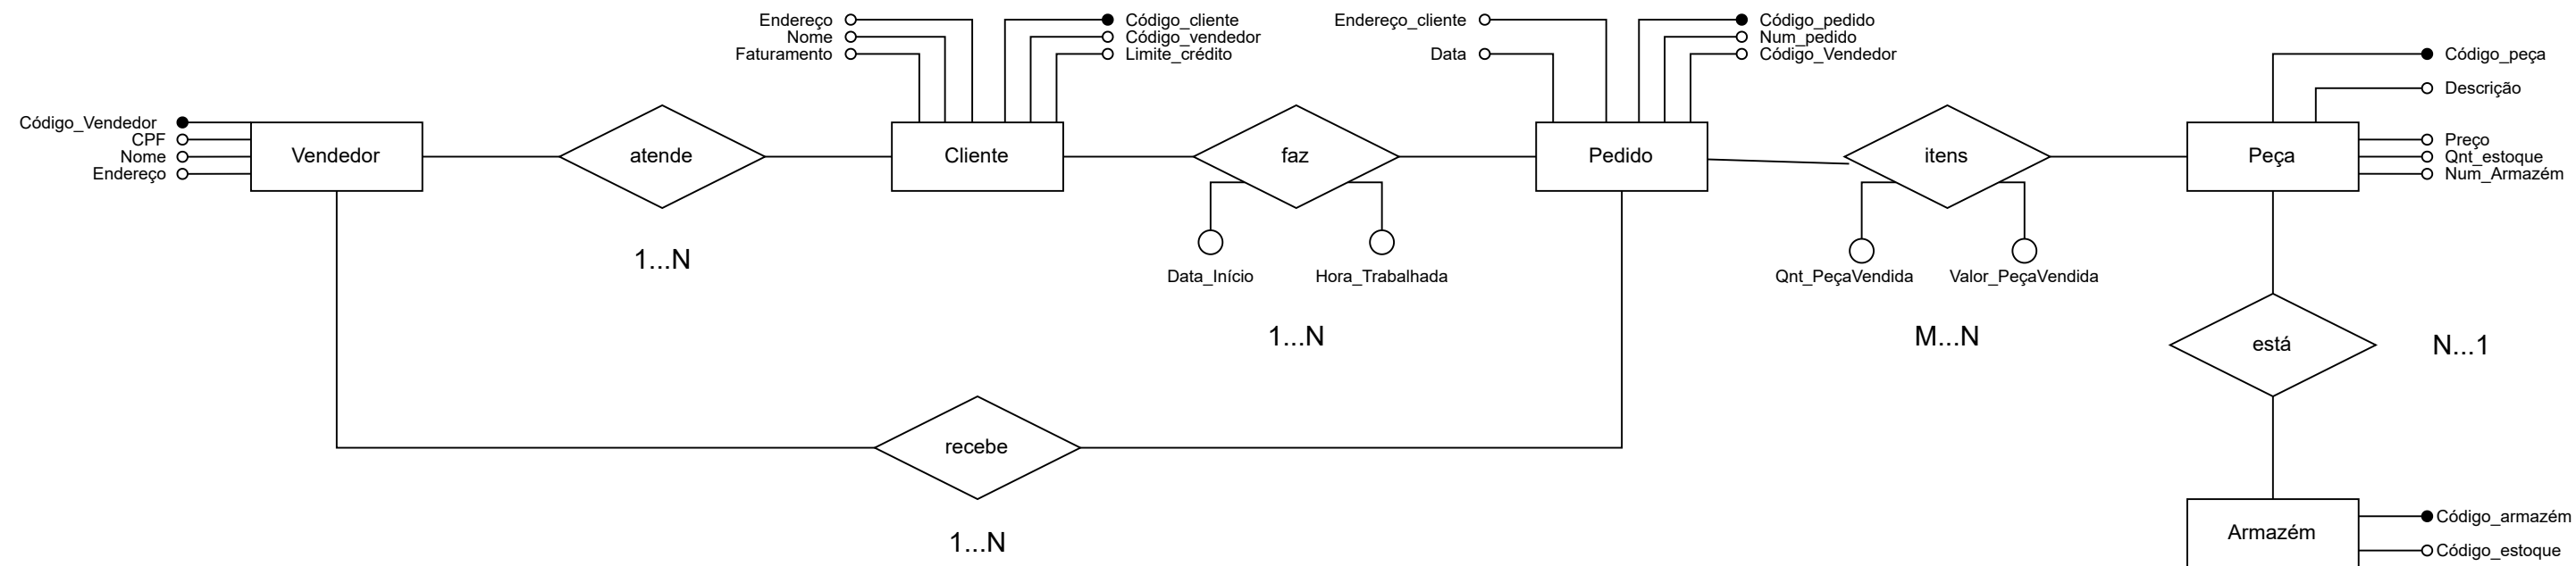 Endereço
Nome
Faturamento
Código_cliente
Código_vendedor
Limite_crédito
Endereço_cliente
Data
Código_pedido
Num_pedido
Código_Vendedor
Código_peça
Descrição
Preço
Qnt_estoque
Num_Armazém
Código_Vendedor
CPF
Nome
Endereço
Vendedor
atende
Cliente
faz
Pedido
itens
Peça
1...N
Data_Início
Hora_Trabalhada
Qnt_PeçaVendida
Valor_PeçaVendida
1...N
M...N
está
N...1
recebe
1...N
Armazém
Código_armazém
Código_estoque